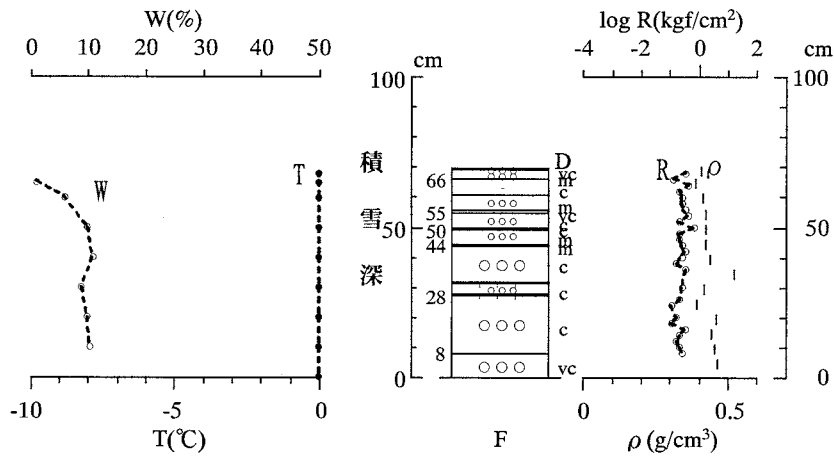 W(%)
0 10 20 30 40 50
log R(kgf/cm²)
-4 -2 0 2
cm
cm
100
100
積雪深
W
T
D
R
ρ
66
vc
m
c
m
55
vc
50
50
50
44
m
m
c
28
c
c
8
vc
0
0
-10 -5 0
T(℃)
F
0 0.5
ρ (g/cm³)